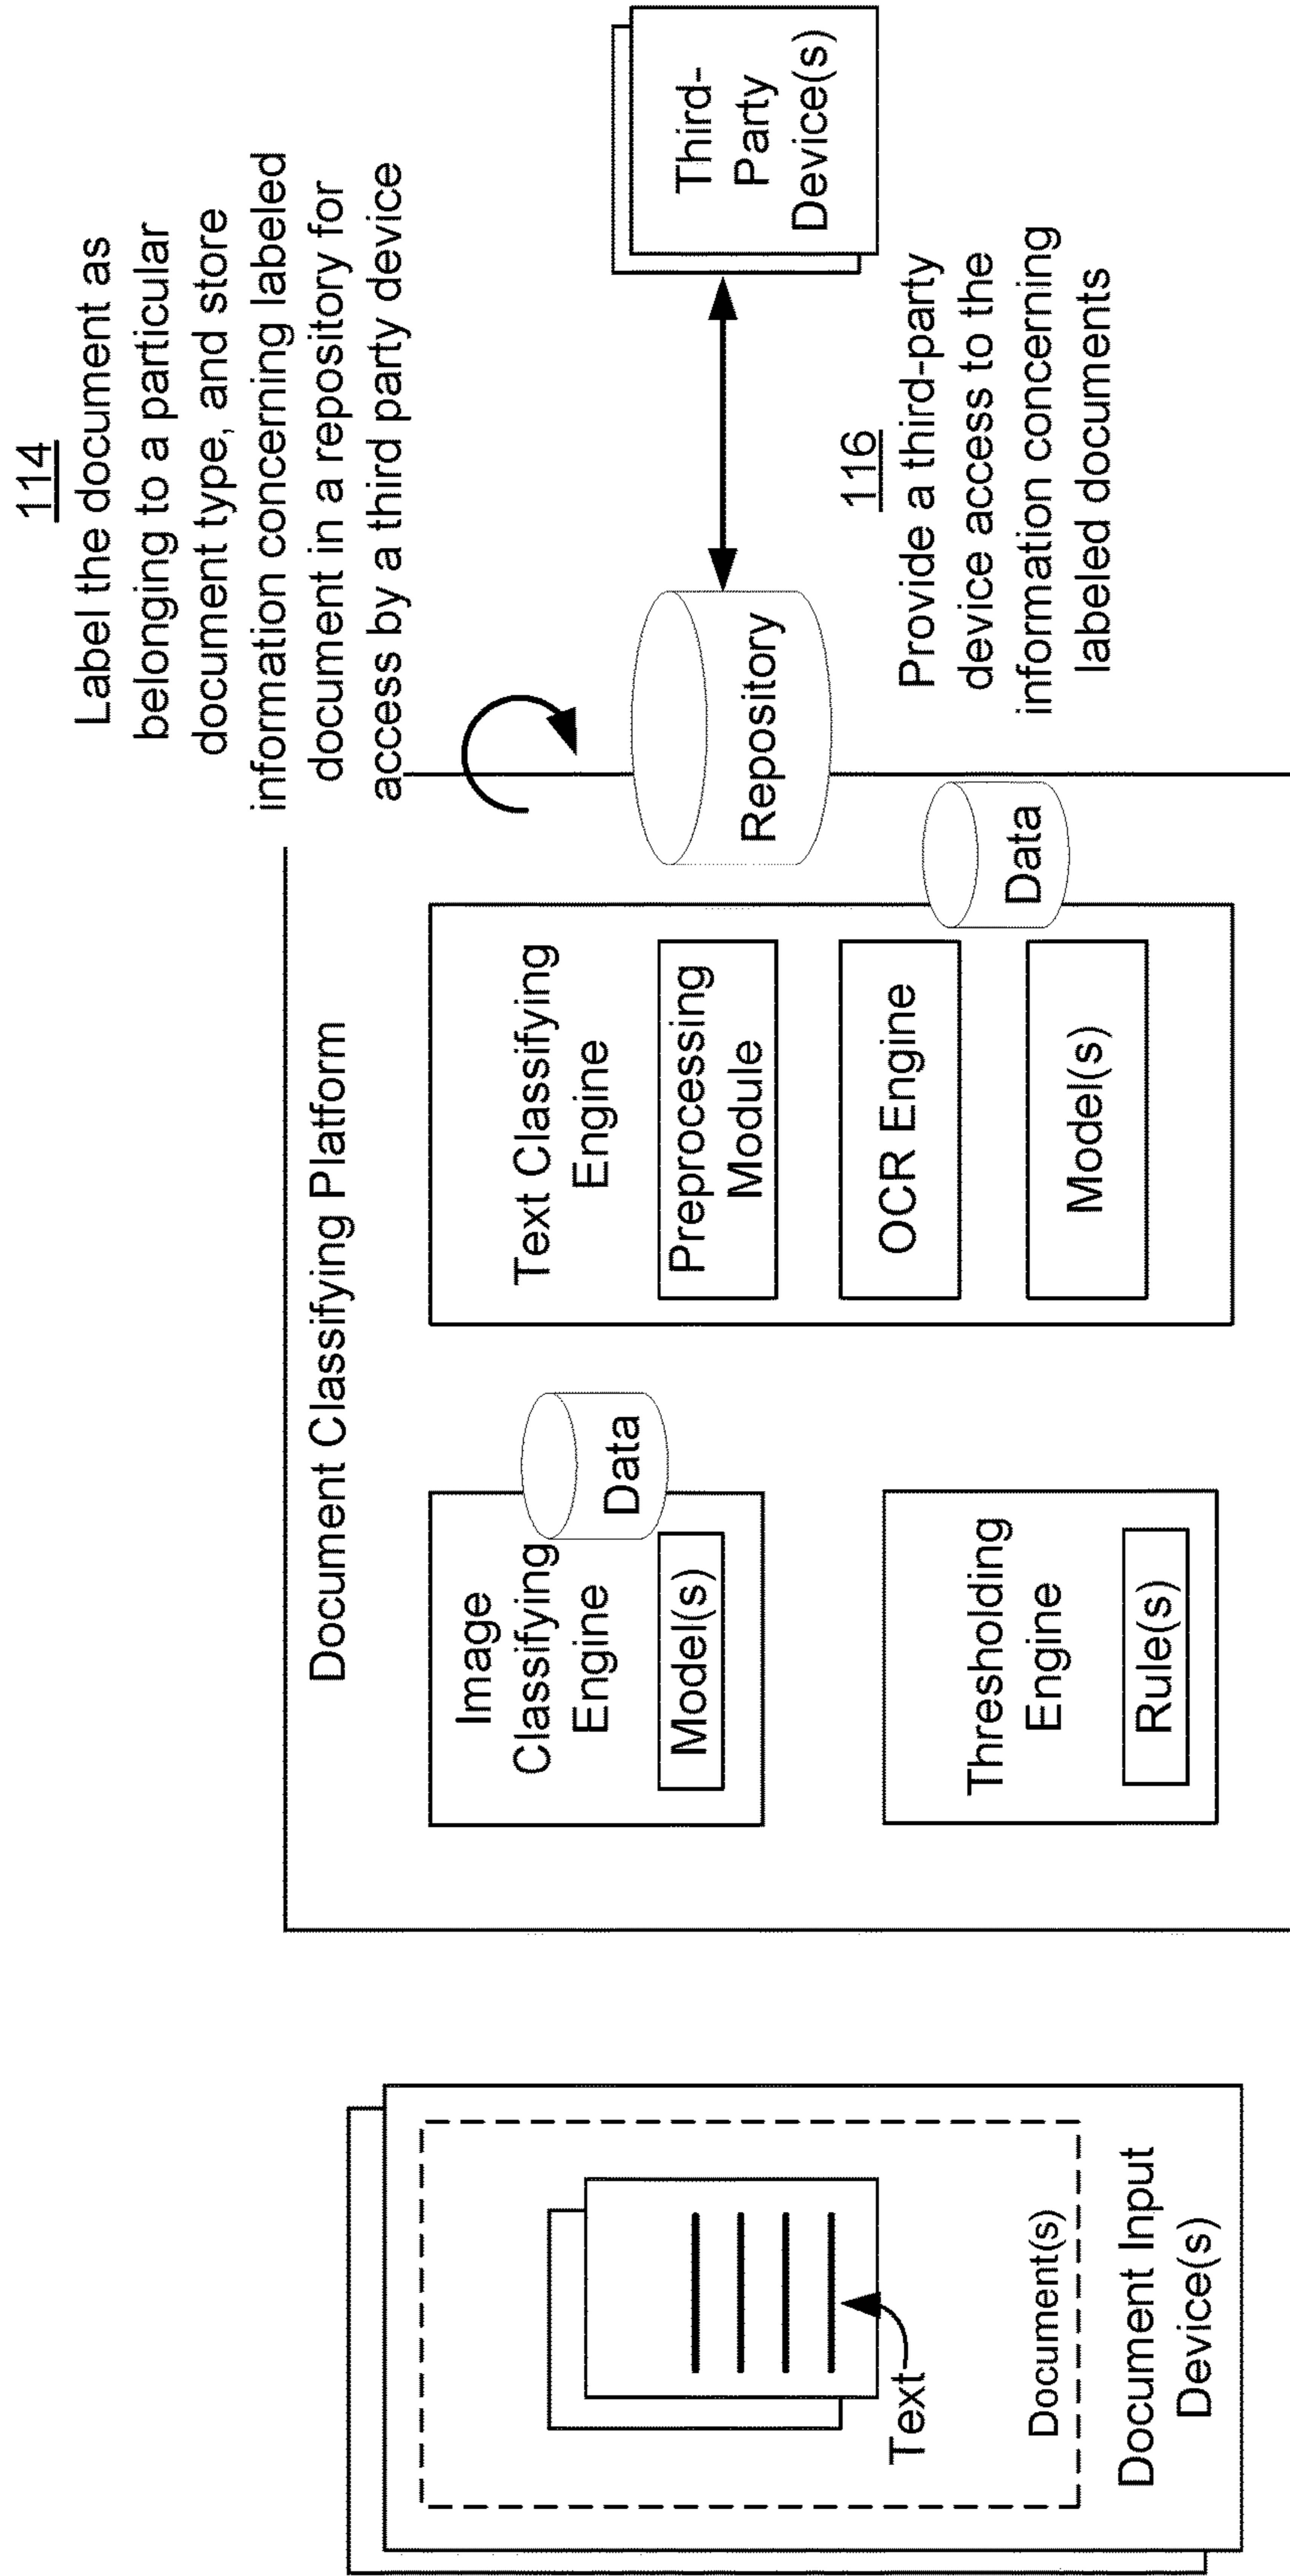 114
Label the document as
belonging to a particular
document type, and store
information concerning labeled
document in a repository for
access by a third party device
Document Classifying Platform
Image
Classifying
Engine
Model(s)
Data
Thresholding
Engine
Rule(s)
Text Classifying
Engine
Preprocessing
Module
OCR Engine
Model(s)
Data
Repository
Third-
Party
Device(s)
116
Provide a third-party
device access to the
information concerning
labeled documents
Text
Document(s)
Document Input
Device(s)